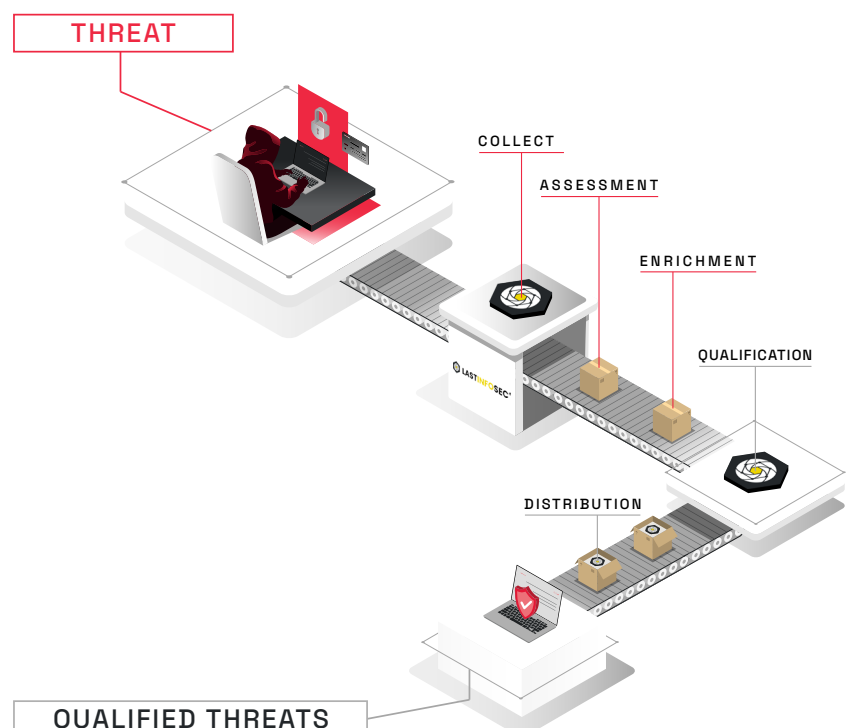 THREAT
COLLECT
ASSESSMENT
ENRICHMENT
QUALIFICATION
LASTINFOSEC
DISTRIBUTION
QUALIFIED THREATS